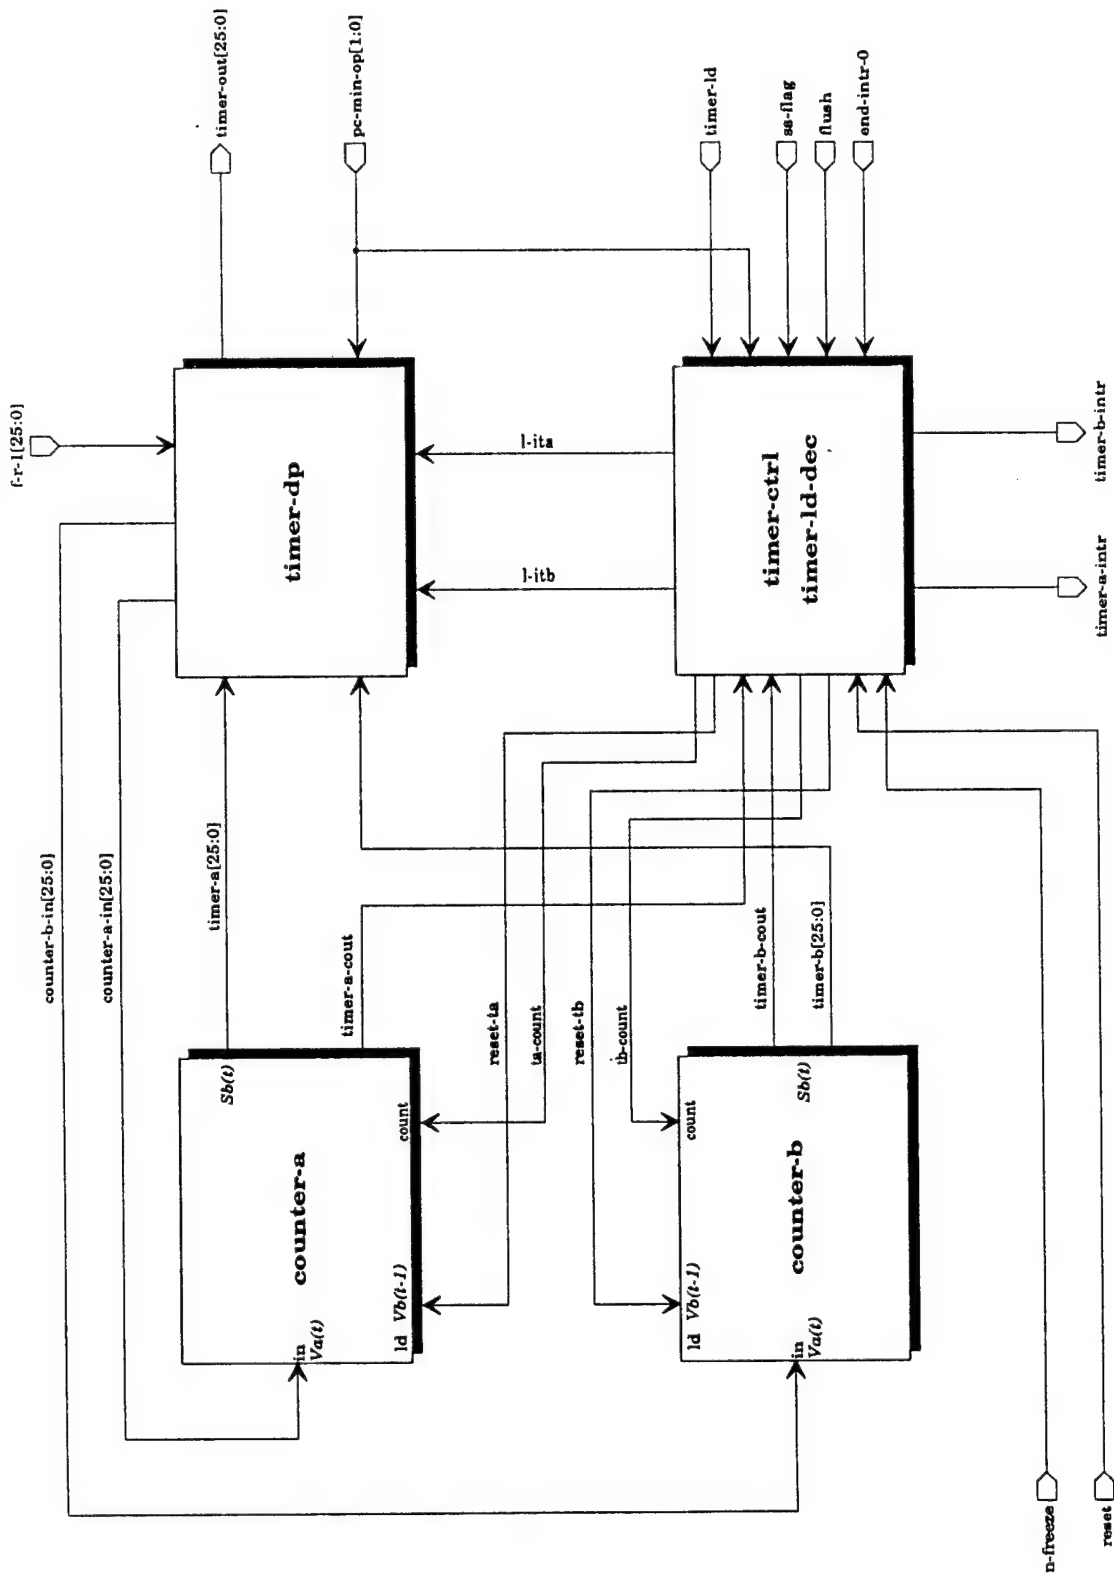 counter-b-in[25:0]
counter-a-in[25:0]
f-r-1[25:0]
timer-out[25:0]
pc-min-op[1:0]
timer-a[25:0]
timer-dp
Sb(t)
timer-a-cout
counter-a
count
in
Va(t)
ld Vb(t-1)
reset-ta
ta-count
reset-tb
tb-count
l-ita
l-itb
timer-ld
ss-flag
flush
end-intr-0
timer-ctrl
timer-ld-dec
timer-b-cout
timer-b[25:0]
count
counter-b
Sb(t)
ld Vb(t-1)
in
Va(t)
timer-a-intr
timer-b-intr
n-freeze
reset